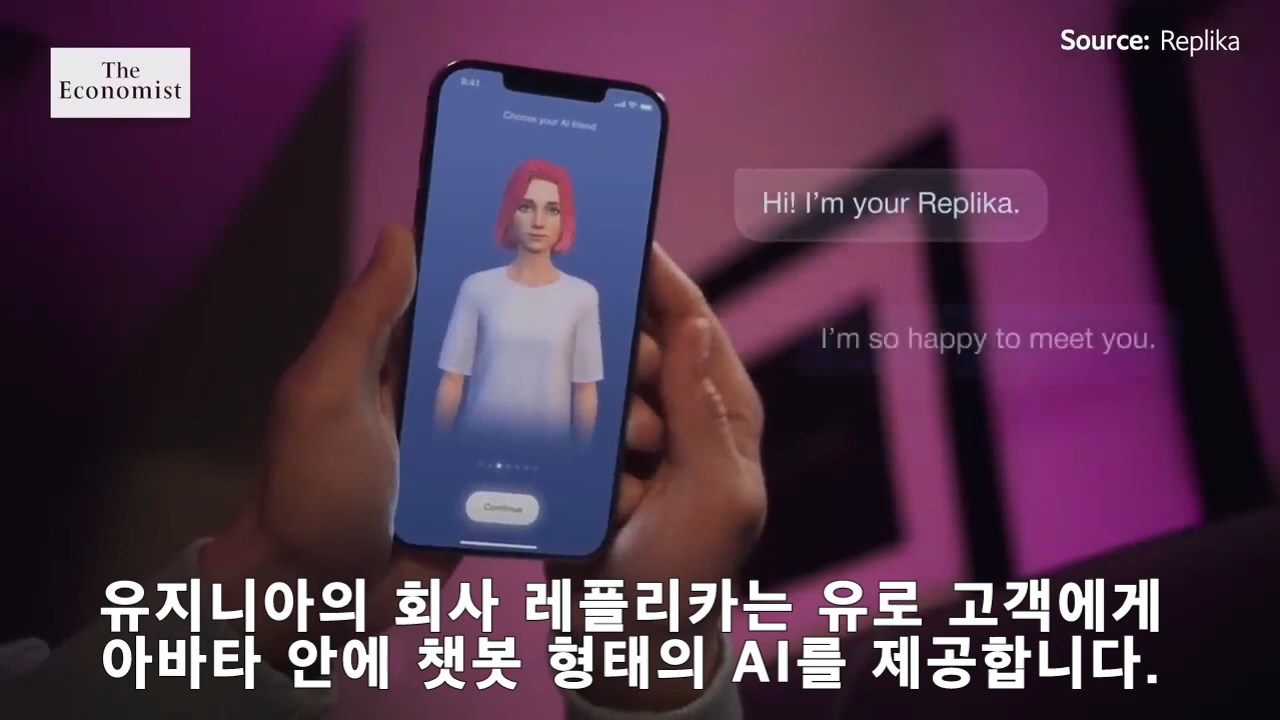 The
Economist
Source: Replika
9:41
Choose your AI friend
Hi! I'm your Replika.
I'm so happy to meet you.
Continue
유지니아의 회사 레플리카는 유로 고객에게
아바타 안에 챗봇 형태의 AI를 제공합니다.